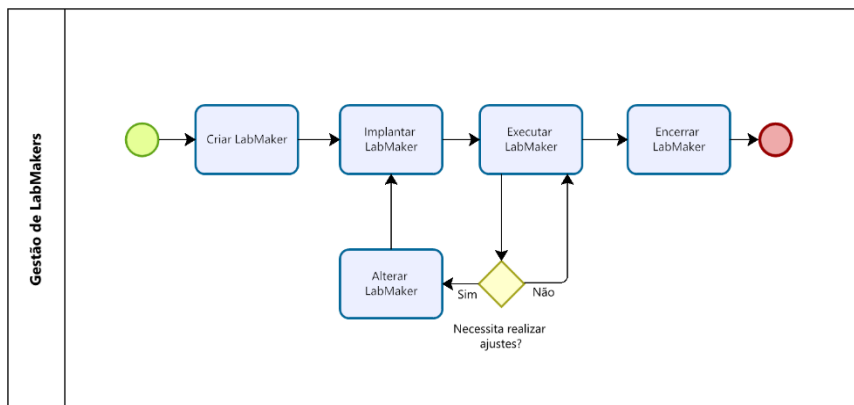 Gestão de LabMakers
Criar LabMaker
Implantar
LabMaker
Executar
LabMaker
Encerrar
LabMaker
Alterar
LabMaker
Sim
Não
Necessita realizar
ajustes?